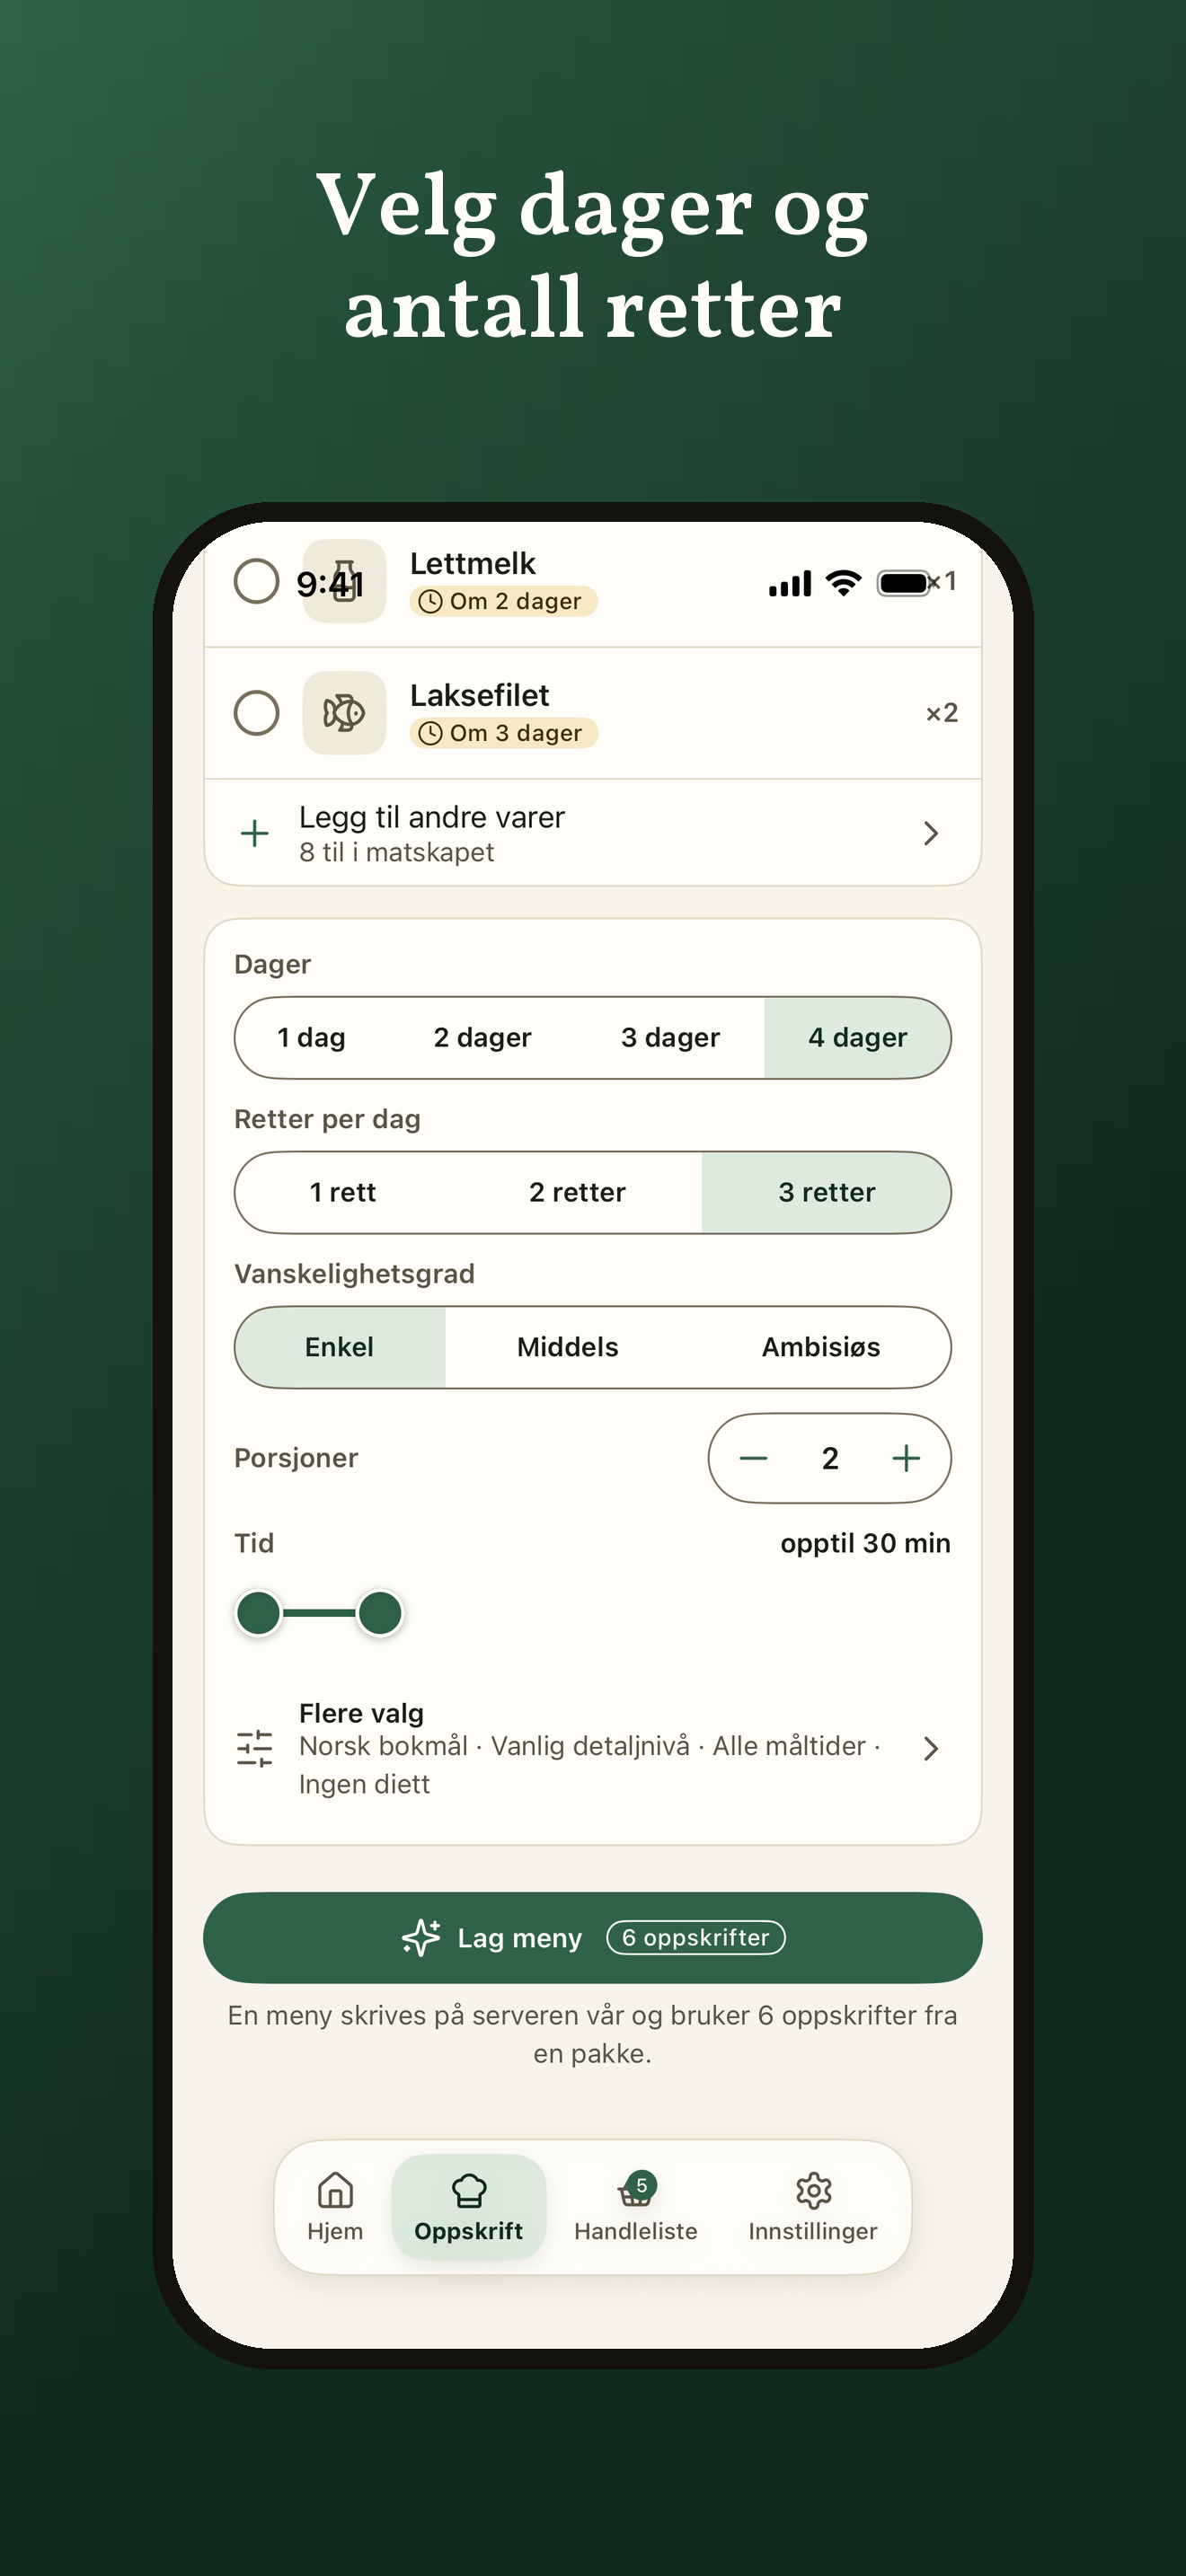 Velg dager og
antall retter
9:41
Lettmelk
Om 2 dager
×1
Laksefilet
Om 3 dager
×2
Legg til andre varer
8 til i matskapet
Dager
1 dag 2 dager 3 dager 4 dager
Retter per dag
1 rett 2 retter 3 retter
Vanskelighetsgrad
Enkel Middels Ambisiøs
Porsjoner 2
Tid opptil 30 min
Flere valg
Norsk bokmål · Vanlig detaljnivå · Alle måltider ·
Ingen diett
Lag meny 6 oppskrifter
En meny skrives på serveren vår og bruker 6 oppskrifter fra
en pakke.
5
Hjem Oppskrift Handleliste Innstillinger